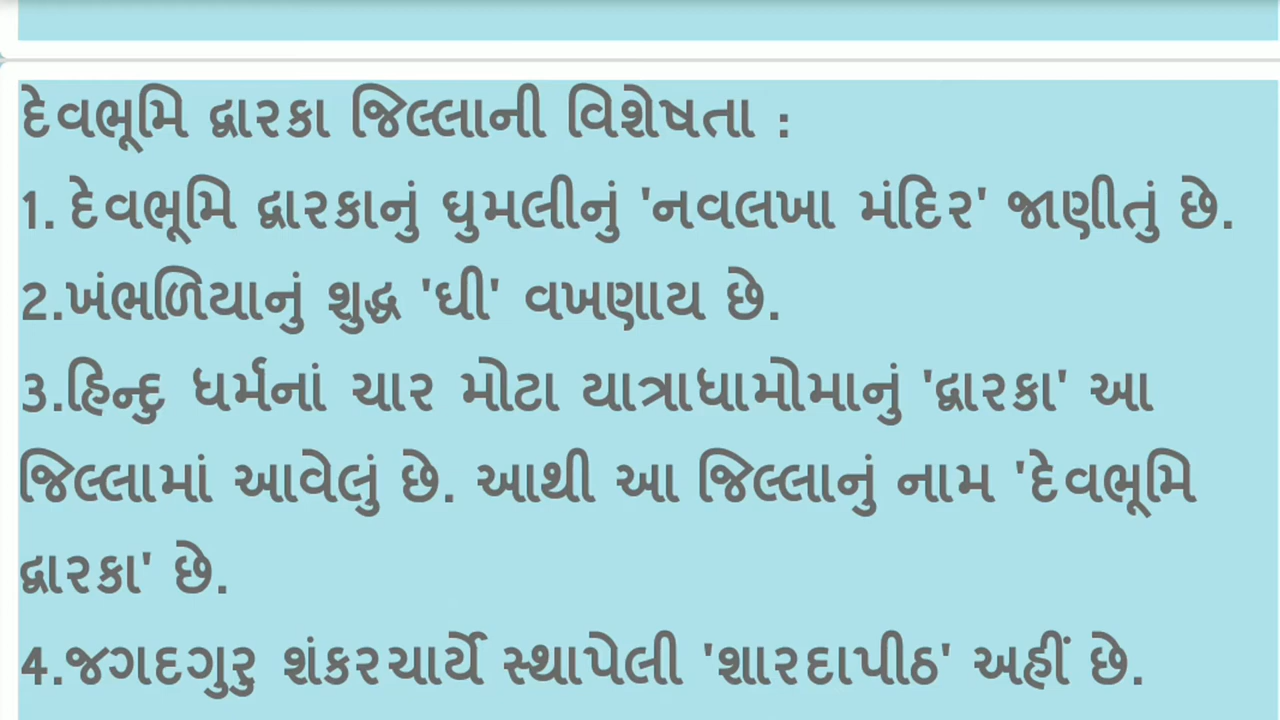 દેવભૂમિ દ્વારકા જિલ્લાની વિશેષતા :
1. દેવભૂમિ દ્વારકાનું ઘુમલીનું 'નવલખા મંદિર' જાણીતું છે.
2.ખંભળિયાનું શુદ્ધ 'ઘી' વખણાય છે.
3.હિન્દુ ધર્મનાં ચાર મોટા યાત્રાધામોમાનું 'દ્વારકા' આ
જિલ્લામાં આવેલું છે. આથી આ જિલ્લાનું નામ 'દેવભૂમિ
દ્વારકા' છે.
4.જગદગુરુ શંકરચાર્યે સ્થાપેલી 'શારદાપીઠ' અહીં છે.